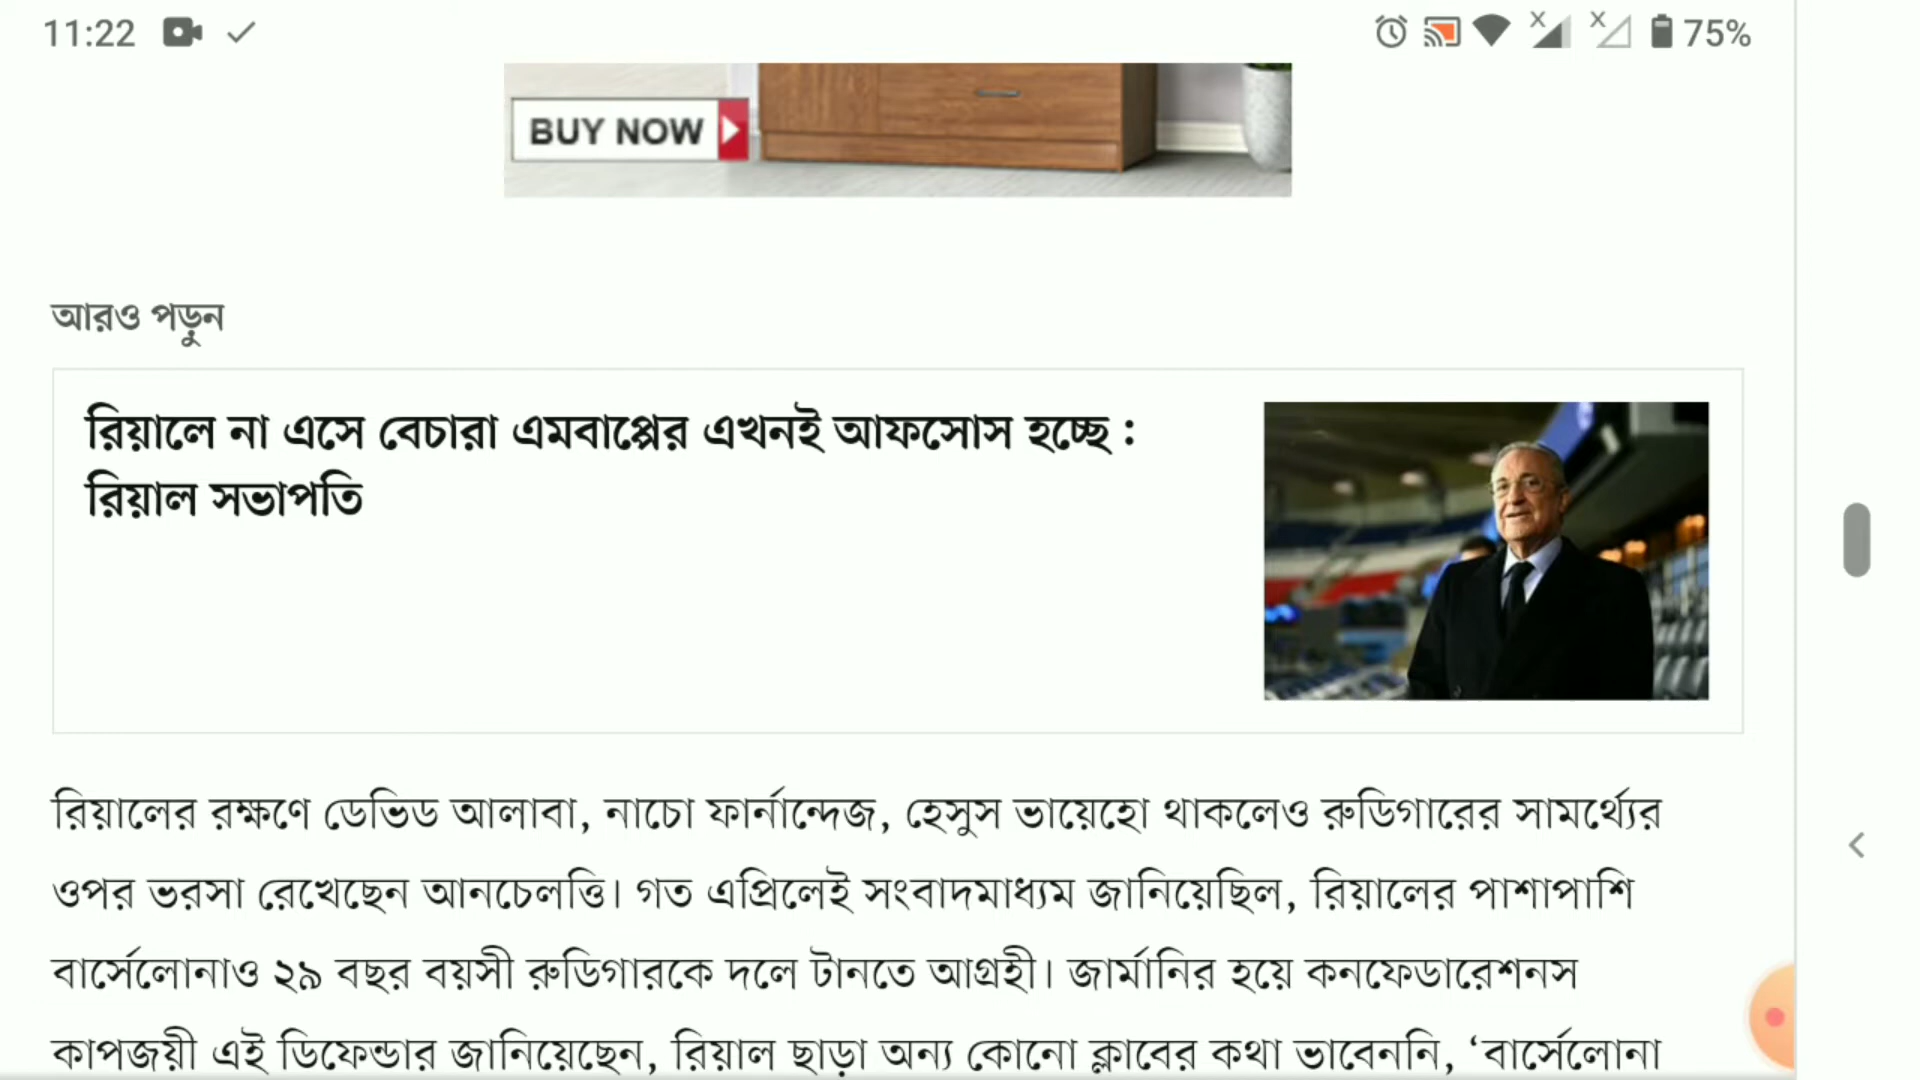 11:22
75%
BUY NOW
আরও পড়ুন
রিয়ালে না এসে বেচারা এমবাপ্পের এখনই আফসোস হচ্ছে :
রিয়াল সভাপতি
রিয়ালের রক্ষণে ডেভিড আলাবা, নাচো ফার্নান্দেজ, হেসুস ভায়েহো থাকলেও রুডিগারের সামর্থ্যের
ওপর ভরসা রেখেছেন আনচেলত্তি। গত এপ্রিলেই সংবাদমাধ্যম জানিয়েছিল, রিয়ালের পাশাপাশি
বার্সেলোনাও ২৯ বছর বয়সী রুডিগারকে দলে টানতে আগ্রহী। জার্মানির হয়ে কনফেডারেশনস
কাপজয়ী এই ডিফেন্ডার জানিয়েছেন, রিয়াল ছাড়া অন্য কোনো ক্লাবের কথা ভাবেননি, ‘বার্সেলোনা